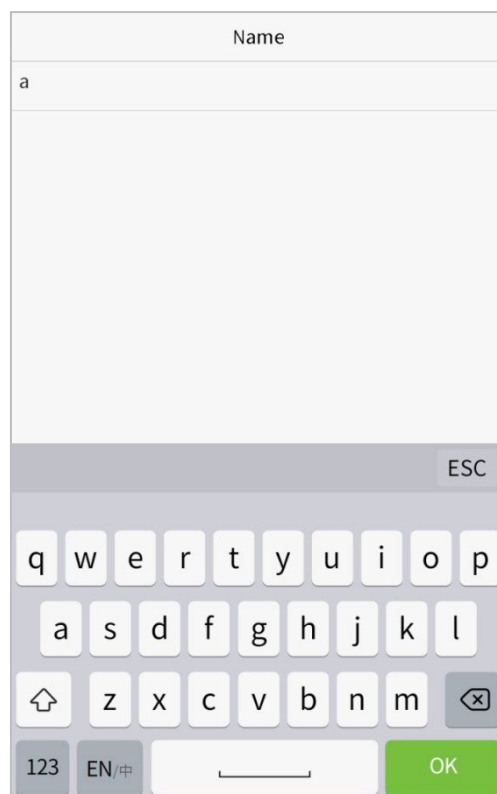 Name
a
ESC
q w e r t y u i o p
a s d f g h j k l
z x c v b n m
123 EN/中 OK